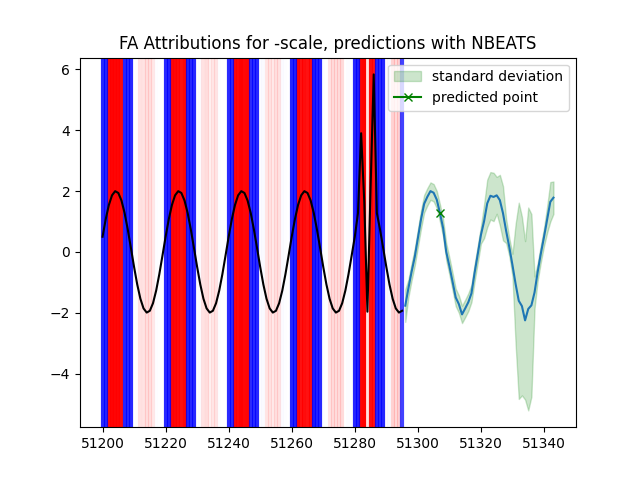 FA Attributions for -scale, predictions with NBEATS
standard deviation
predicted point
6
4
2
0
−2
−4
51200 51220 51240 51260 51280 51300 51320 51340